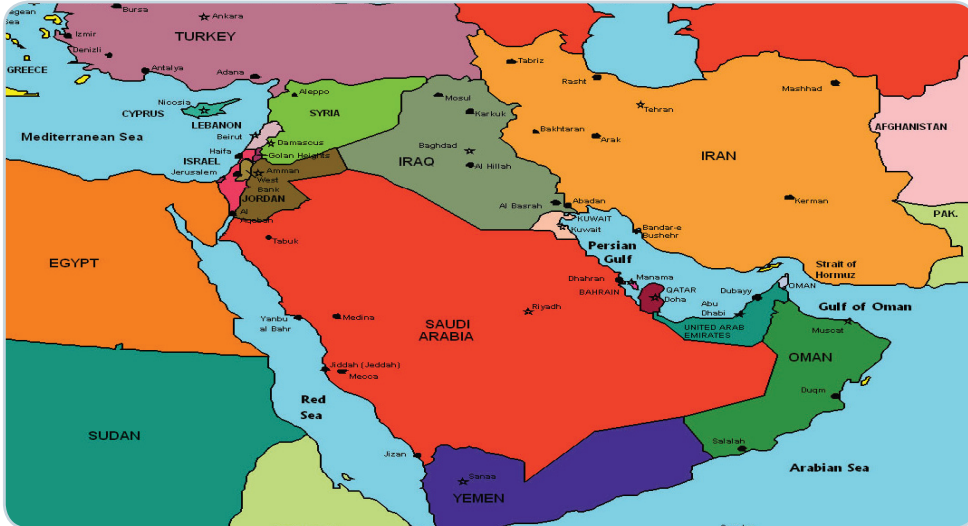 Aegean
Sea
Bursa
Ankara
Izmir
TURKEY
Denizli
GREECE
Antalya
Adana
Tabriz
Rasht
Mashhad
Nicosia
CYPRUS
Aleppo
Mosul
Tehran
Karkuk
SYRIA
LEBANON
Beirut
Mediterranean Sea
Bakhtaran
Arak
AFGHANISTAN
Damascus
Baghdad
Haifa
Golan Heights
ISRAEL
IRAQ
IRAN
Al Hillah
Jerusalem
Amman
West
Bank
JORDAN
Kerman
Al Basrah
Abadan
Al
Aqabah
KUWAIT
Kuwait
PAK.
Bandar-e
Bushehr
Tabuk
Persian
Gulf
EGYPT
Strait of
Hormuz
Dhahran
Manama
BAHRAIN
QATAR
Doha
Dubayy
OMAN
Abu
Dhabi
Gulf of Oman
Riyadh
Yanbu
al Bahr
Medina
SAUDI
ARABIA
UNITED ARAB
EMIRATES
Muscat
OMAN
Jiddah (Jeddah)
Mecca
Duqm
Red
Sea
SUDAN
Salalah
Jizan
Arabian Sea
Sanaa
YEMEN